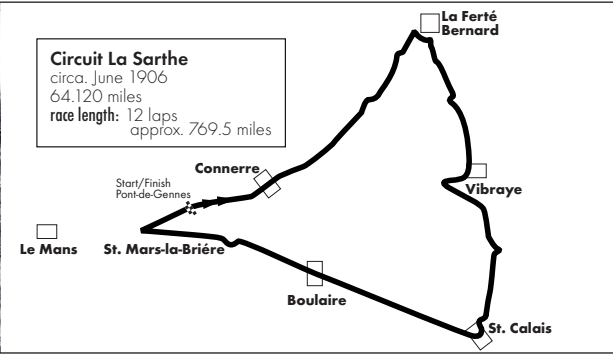 Circuit La Sarthe
circa. June 1906
64.120 miles
race length: 12 laps
approx. 769.5 miles
La Ferté
Bernard
Connerre
Start/Finish
Pont-de-Gennes
Vibraye
Le Mans
St. Mars-la-Briére
Boulaire
St. Calais